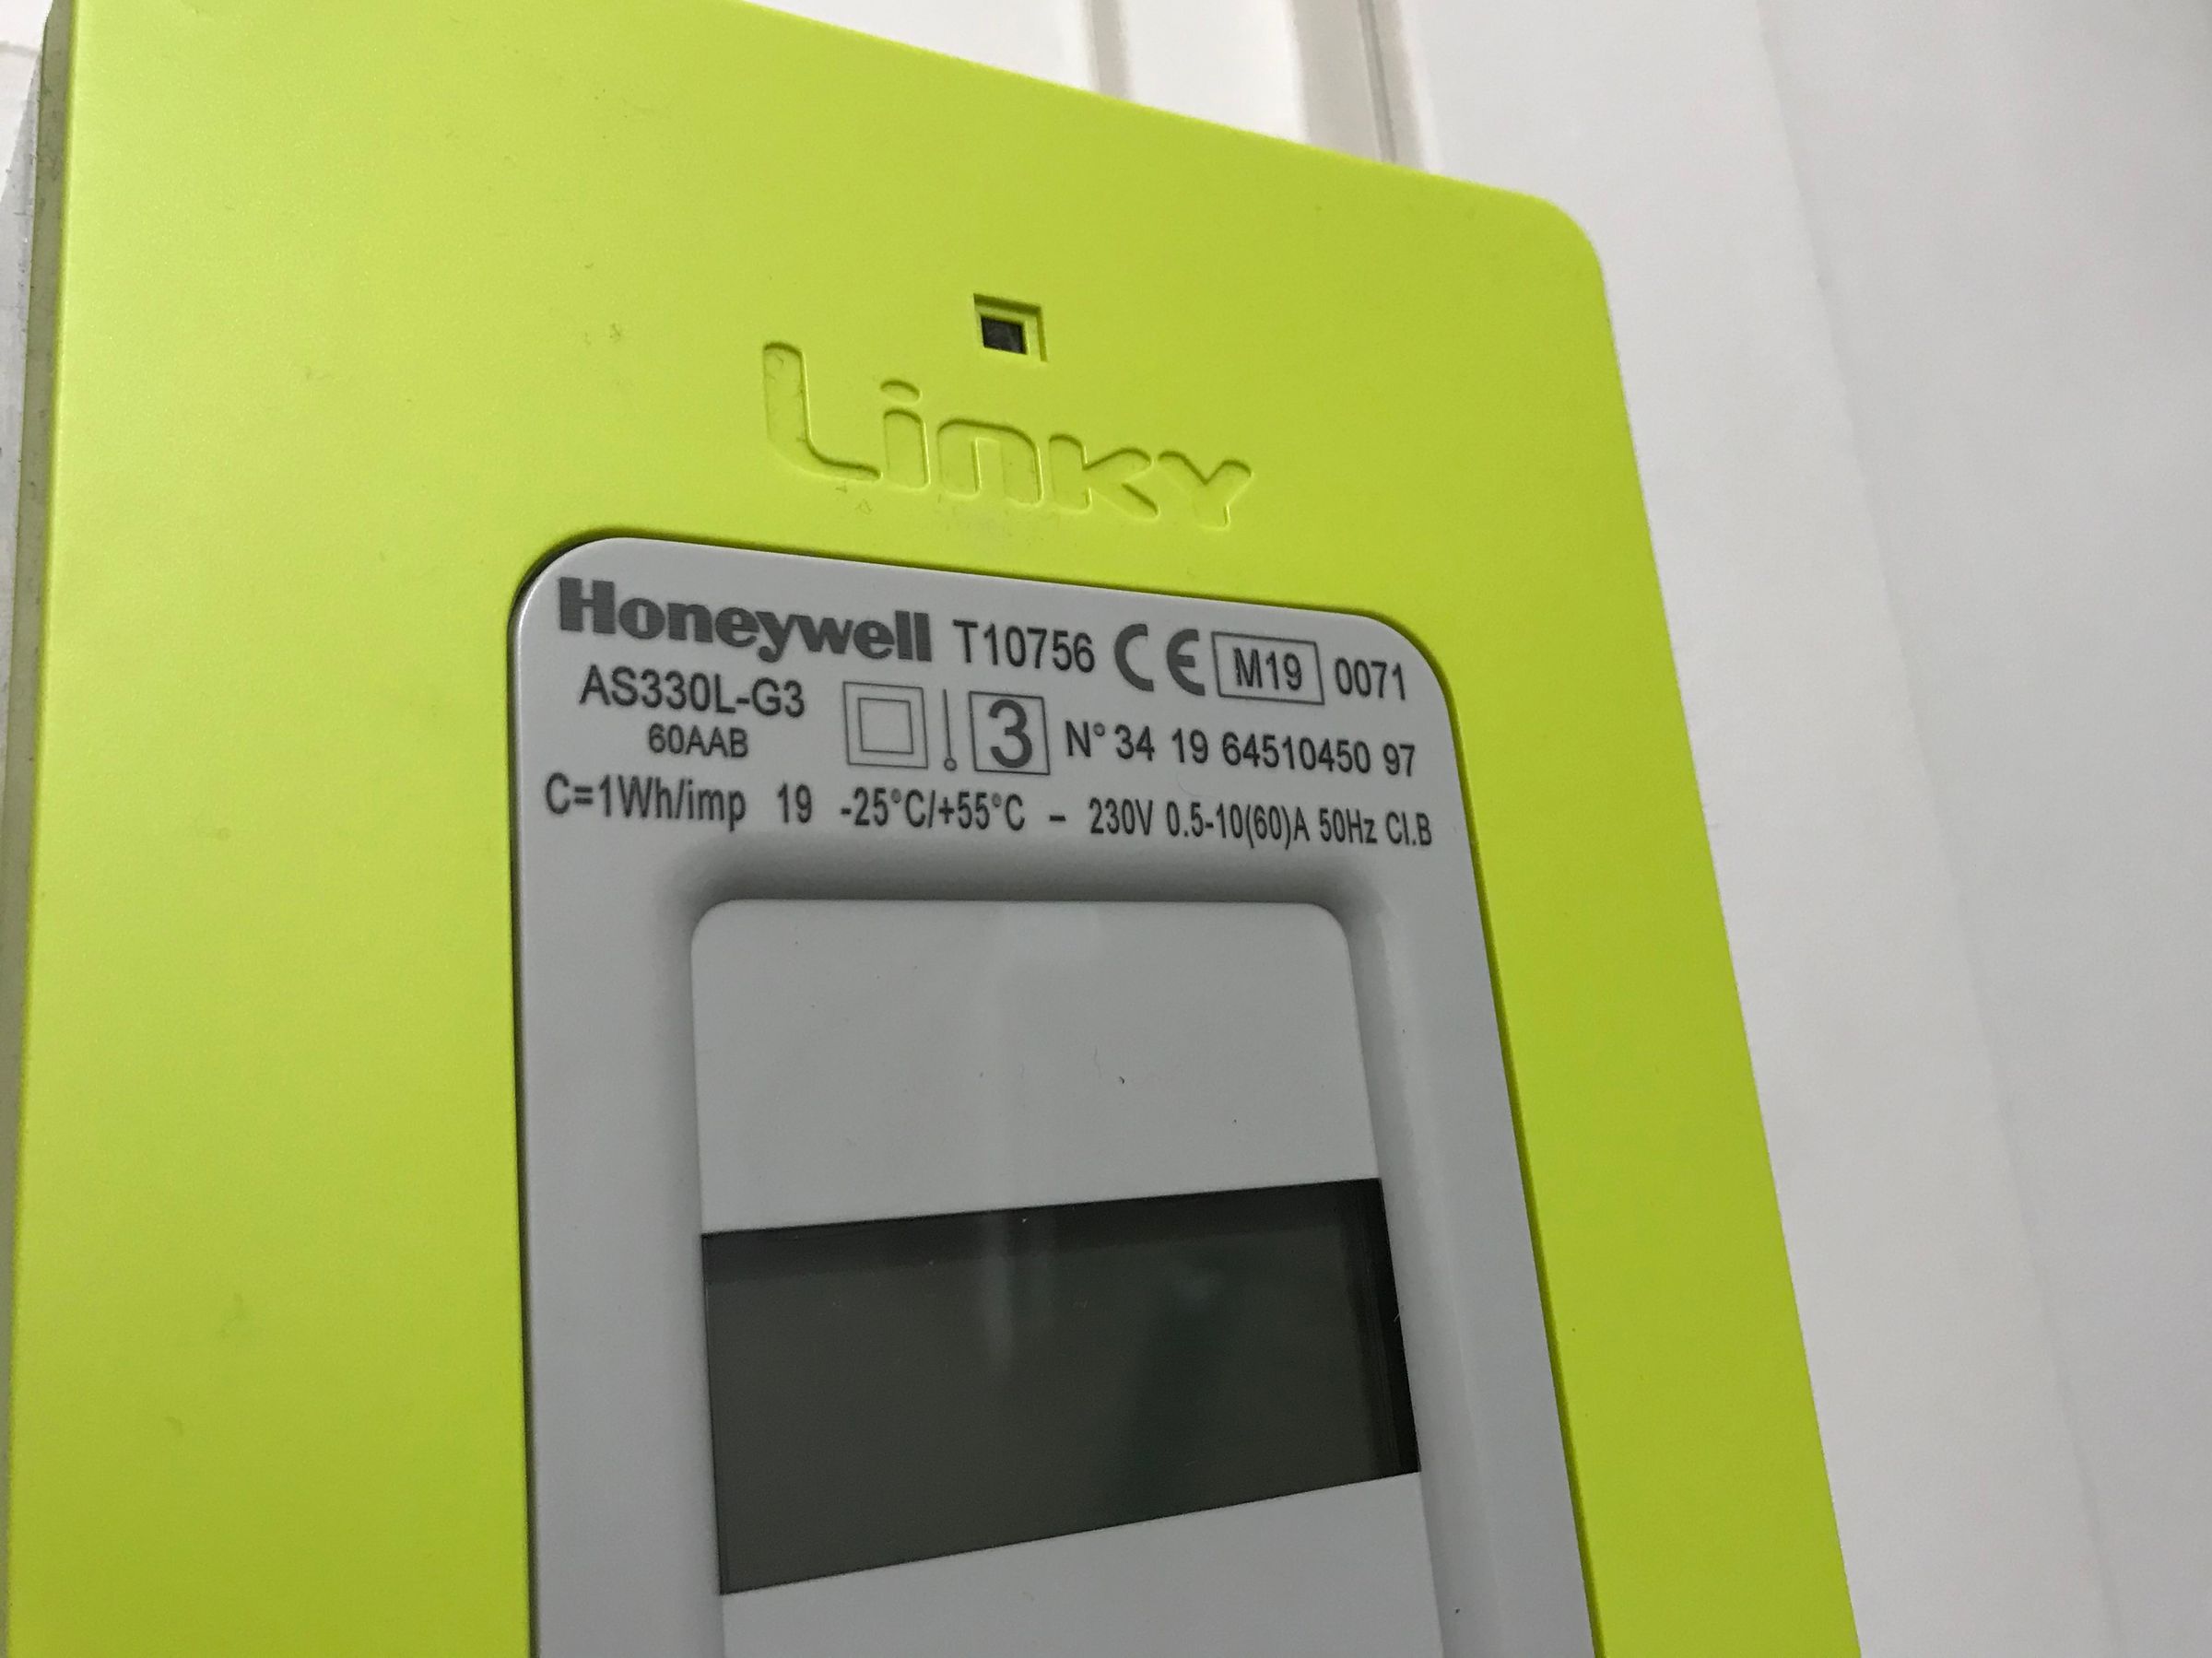 Linky
Honeywell T10756 CE M19 0071
AS330L-G3 3 N° 34 19 64510450 97
60AAB
C=1Wh/imp 19 -25°C/+55°C – 230V 0.5-10(60)A 50Hz Cl.B